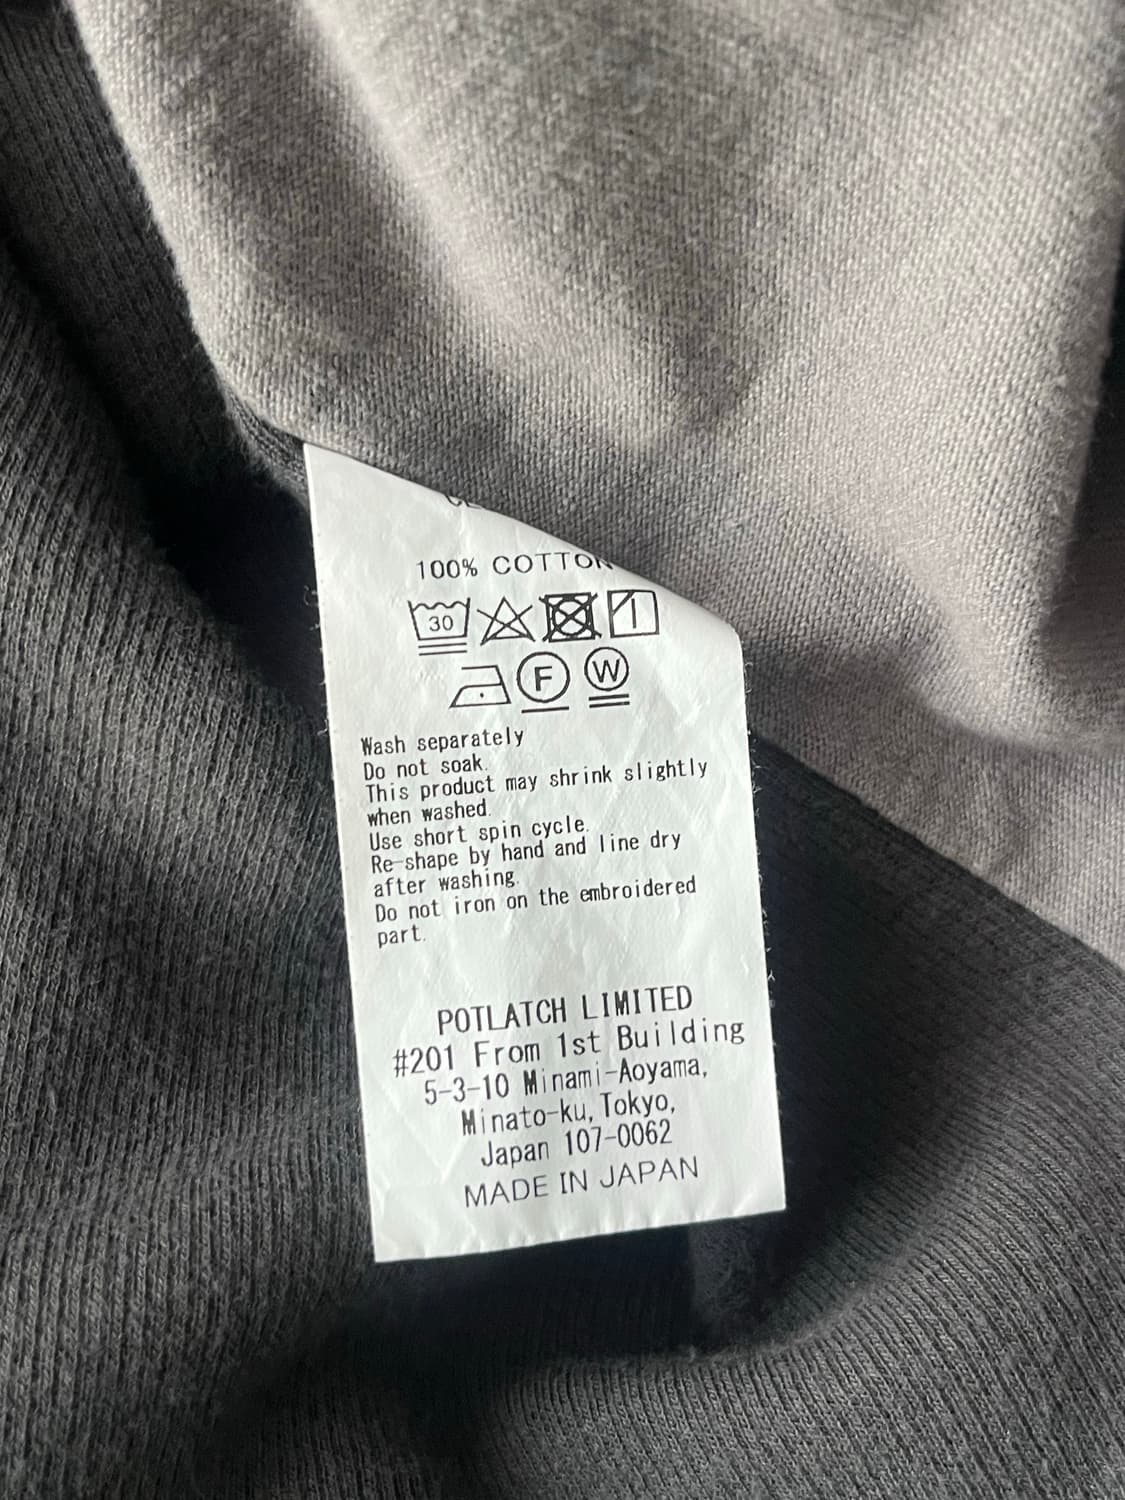 100% COTTON
30
F W
Wash separately
Do not soak.
This product may shrink slightly
when washed.
Use short spin cycle.
Re-shape by hand and line dry
after washing.
Do not iron on the embroidered
part.
POTLATCH LIMITED
#201 From 1st Building
5-3-10 Minami-Aoyama,
Minato-ku, Tokyo,
Japan 107-0062
MADE IN JAPAN